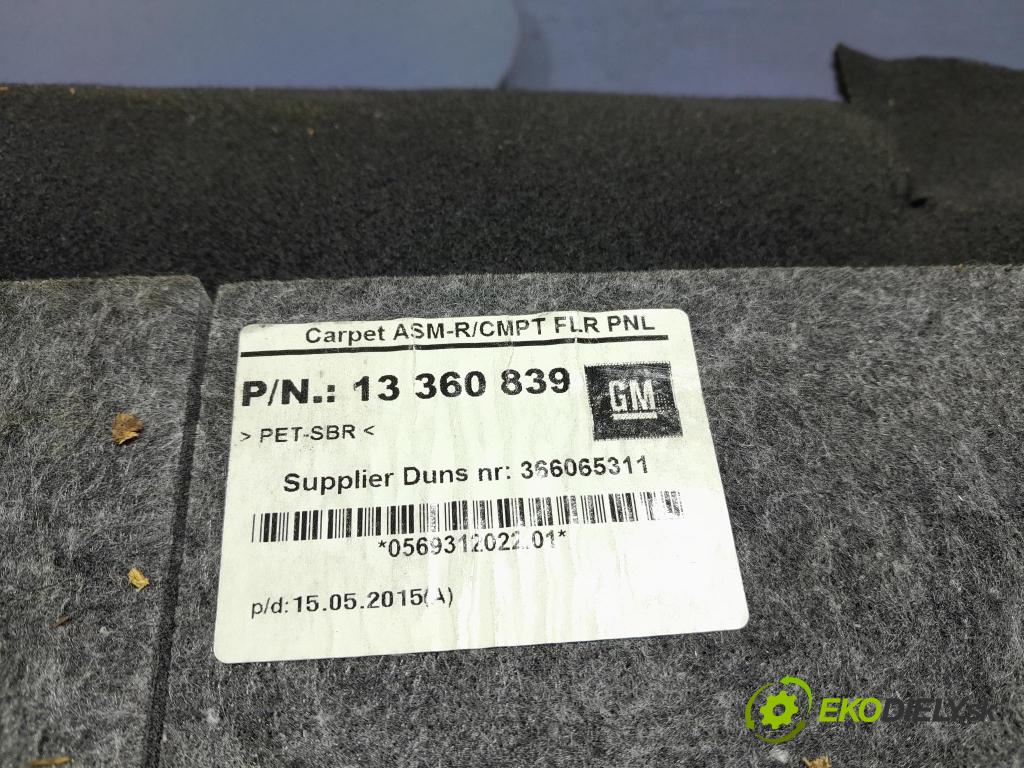 Carpet ASM-R/CMPT FLR PNL
P/N.: 13 360 839
GM
> PET-SBR <
Supplier Duns nr: 366065311
*0569312022.01*
p/d: 15.05.2015(A)
EKODIELY.SK